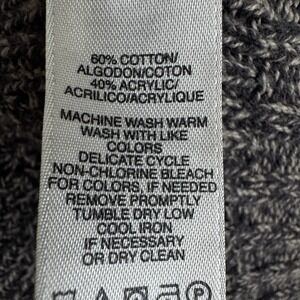 60% COTTON/
ALGODON/COTON
40% ACRYLIC/
ACRILICO/ACRYLIQUE
MACHINE WASH WARM
WASH WITH LIKE
COLORS
DELICATE CYCLE
NON-CHLORINE BLEACH
FOR COLORS, IF NEEDED
REMOVE PROMPTLY
TUMBLE DRY LOW
COOL IRON
IF NECESSARY
OR DRY CLEAN